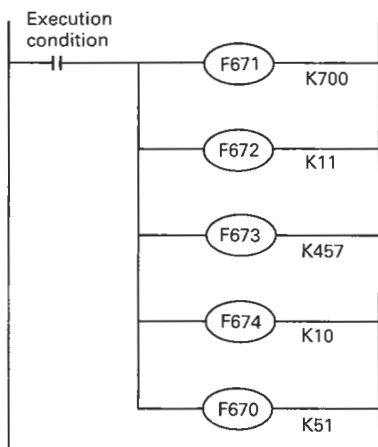 Execution
condition
F671
K700
F672
K11
F673
K457
F674
K10
F670
K51